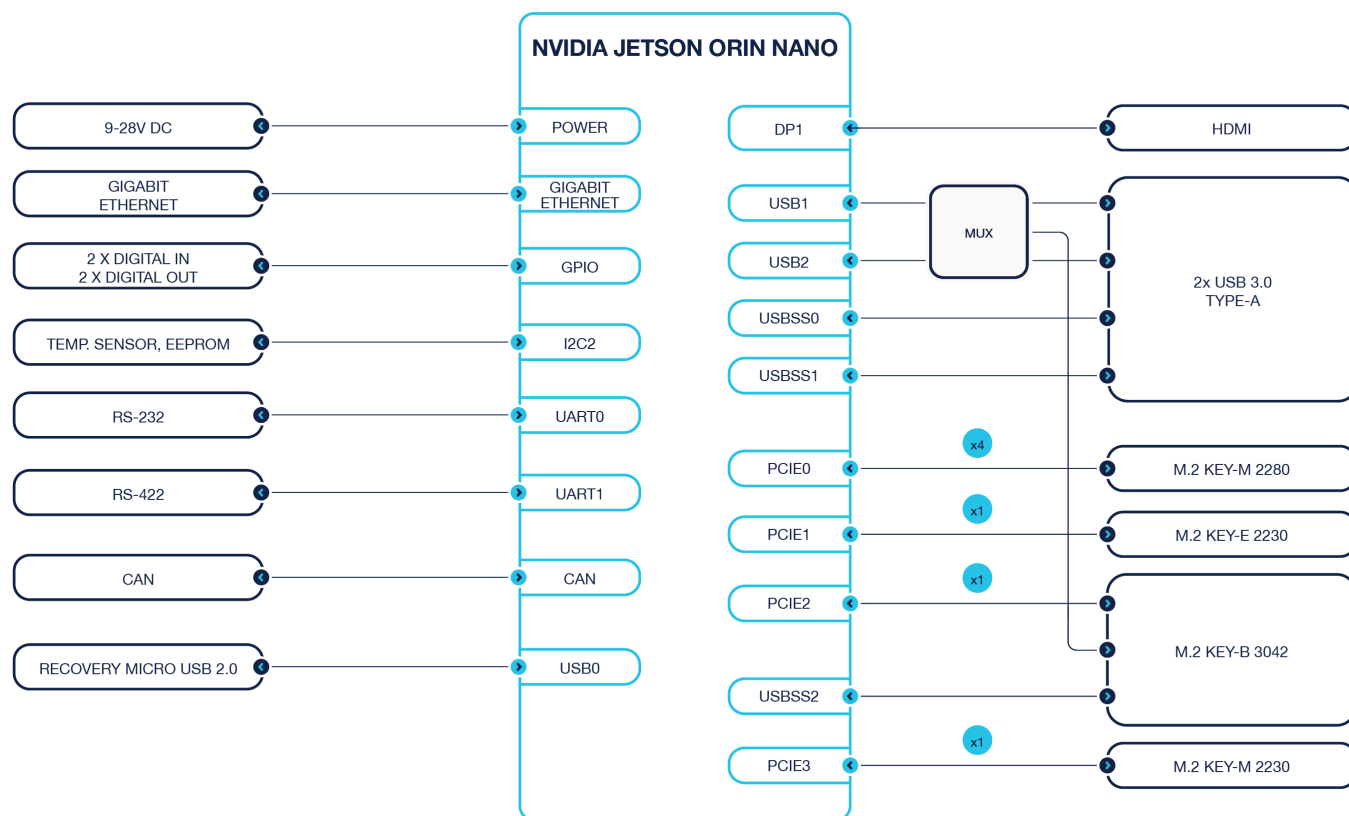 NVIDIA JETSON ORIN NANO
9-28V DC
POWER
DP1
HDMI
GIGABIT
ETHERNET
GIGABIT
ETHERNET
USB1
MUX
2 X DIGITAL IN
2 X DIGITAL OUT
GPIO
USB2
2x USB 3.0
TYPE-A
USBSS0
TEMP. SENSOR, EEPROM
I2C2
USBSS1
RS-232
UART0
x4
PCIE0
M.2 KEY-M 2280
RS-422
UART1
x1
PCIE1
M.2 KEY-E 2230
CAN
CAN
x1
PCIE2
M.2 KEY-B 3042
RECOVERY MICRO USB 2.0
USB0
USBSS2
x1
PCIE3
M.2 KEY-M 2230